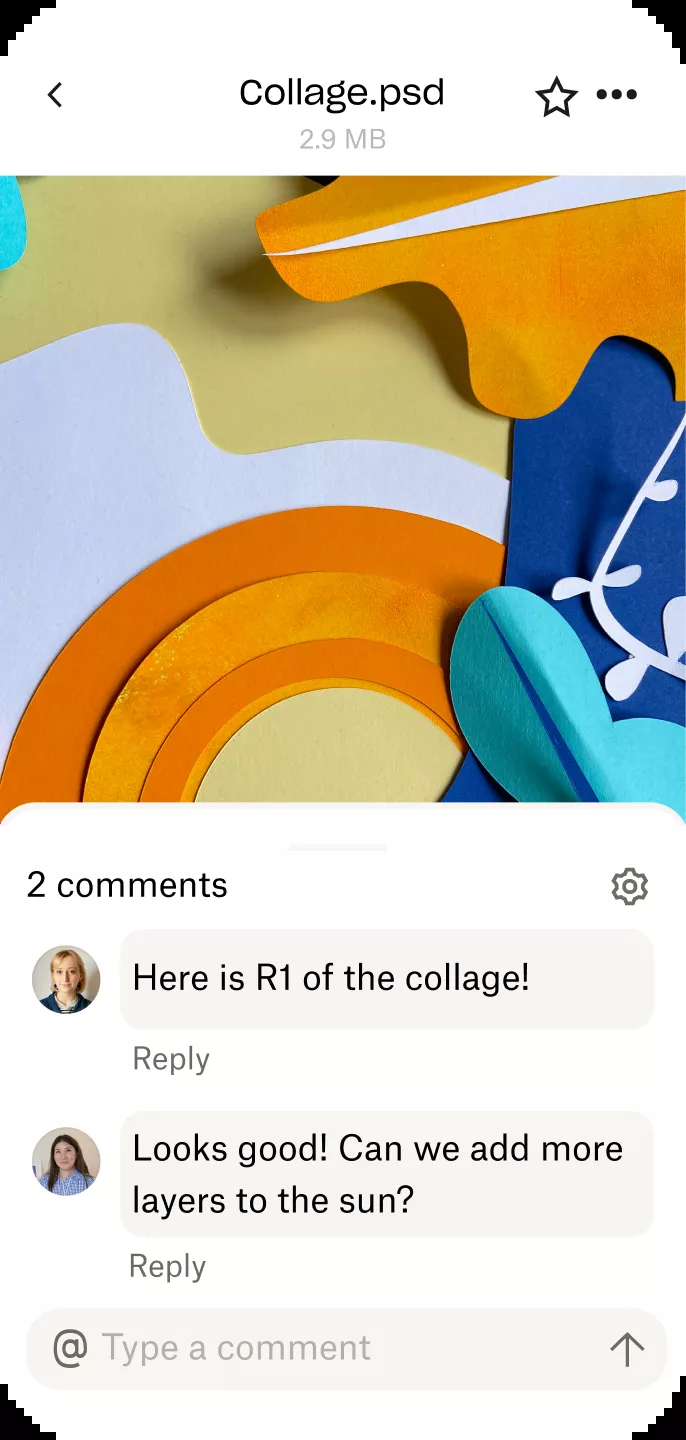 Collage.psd
2.9 MB
2 comments
Here is R1 of the collage!
Reply
Looks good! Can we add more
layers to the sun?
Reply
@ Type a comment